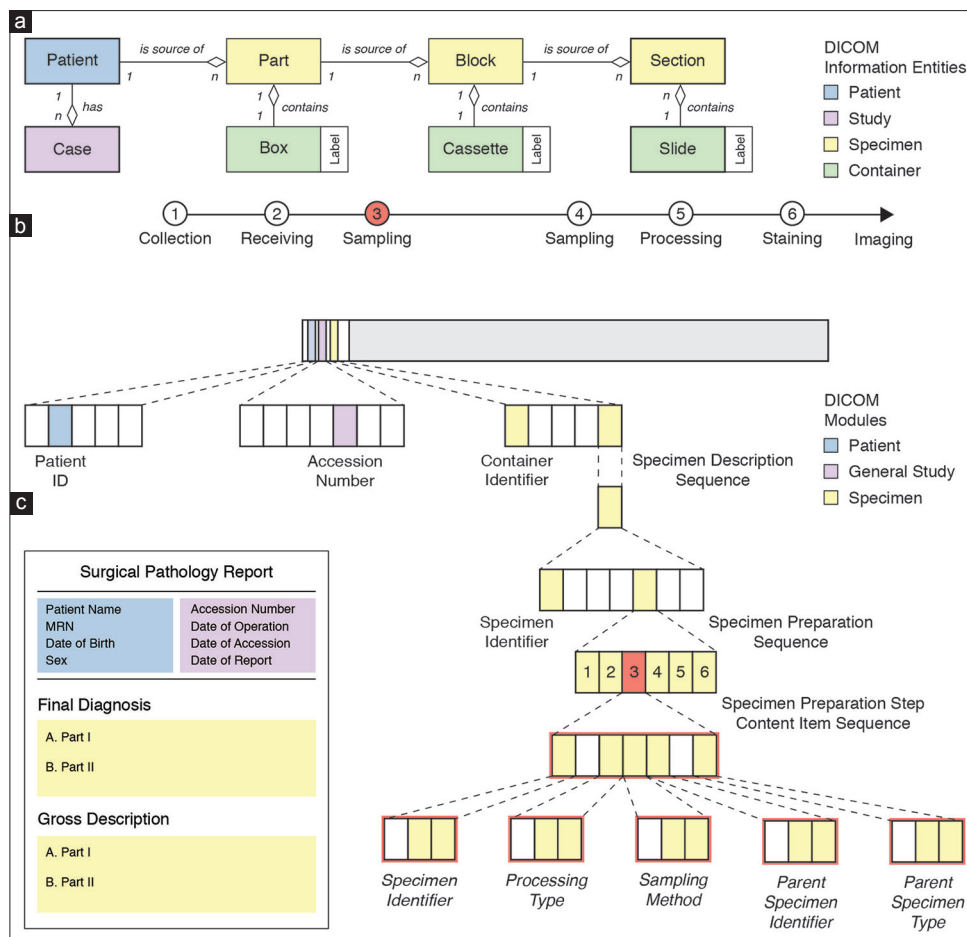 a
is source of
is source of
is source of
Patient
Part
Block
Section
1
n
1
n
1
n
1
n
has
1
1
contains
1
1
contains
n
1
contains
Case
Box
Label
Cassette
Label
Slide
Label
DICOM
Information Entities
Patient
Study
Specimen
Container
b
1
2
3
4
5
6
Collection
Receiving
Sampling
Sampling
Processing
Staining
Imaging
Patient
ID
Accession
Number
Container
Identifier
Specimen Description
Sequence
DICOM
Modules
Patient
General Study
Specimen
Specimen
Identifier
Specimen Preparation
Sequence
1
2
3
4
5
6
Specimen Preparation Step
Content Item Sequence
Specimen
Identifier
Processing
Type
Sampling
Method
Parent
Specimen
Identifier
Parent
Specimen
Type
c
Surgical Pathology Report
Patient Name
MRN
Date of Birth
Sex
Accession Number
Date of Operation
Date of Accession
Date of Report
Final Diagnosis
A. Part I
B. Part II
Gross Description
A. Part I
B. Part II